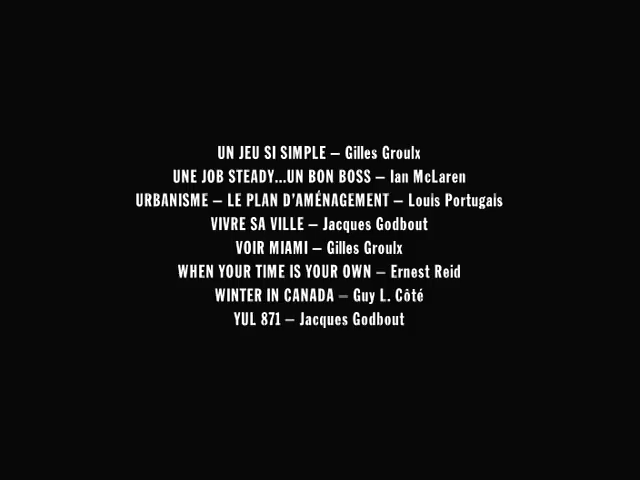 UN JEU SI SIMPLE – Gilles Groulx
UNE JOB STEADY...UN BON BOSS – Ian McLaren
URBANISME – LE PLAN D'AMÉNAGEMENT – Louis Portugais
VIVRE SA VILLE – Jacques Godbout
VOIR MIAMI – Gilles Groulx
WHEN YOUR TIME IS YOUR OWN – Ernest Reid
WINTER IN CANADA – Guy L. Côté
YUL 871 – Jacques Godbout